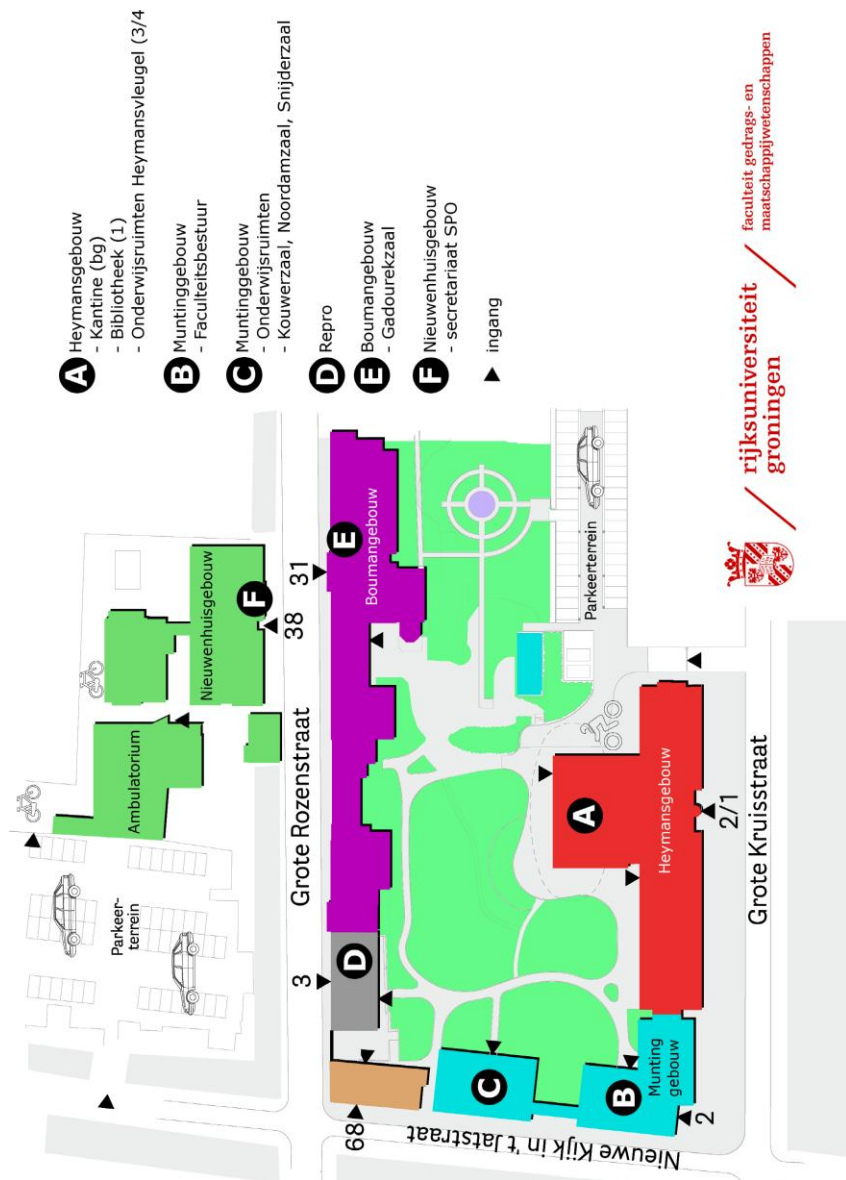 A Heymansgebouw
- Kantine (bg)
- Bibliotheek (1)
- Onderwijsruimten Heymansvleugel (3/4
B Muntinggebouw
- Faculteitsbestuur
C Muntinggebouw
- Onderwijsruimten
- Kouwerzaal, Noordamzaal, Snijderzaal
D Repro
E Boumangebouw
- Gadourekzaal
F Nieuwenhuisgebouw
- secretariaat SPO
ingang
Parkeer-
terrein
Ambulatorium
Nieuwenhuisgebouw
F
38
Grote Rozenstraat
3
31
68
D
E
Boumangebouw
C
Nieuwe Kijk in 't Jatstraat
B
Munting
gebouw
2
A
Heymansgebouw
2/1
Parkeerterrein
Grote Kruisstraat
rijksuniversiteit
groningen
faculteit gedrags- en
maatschappijwetenschappen